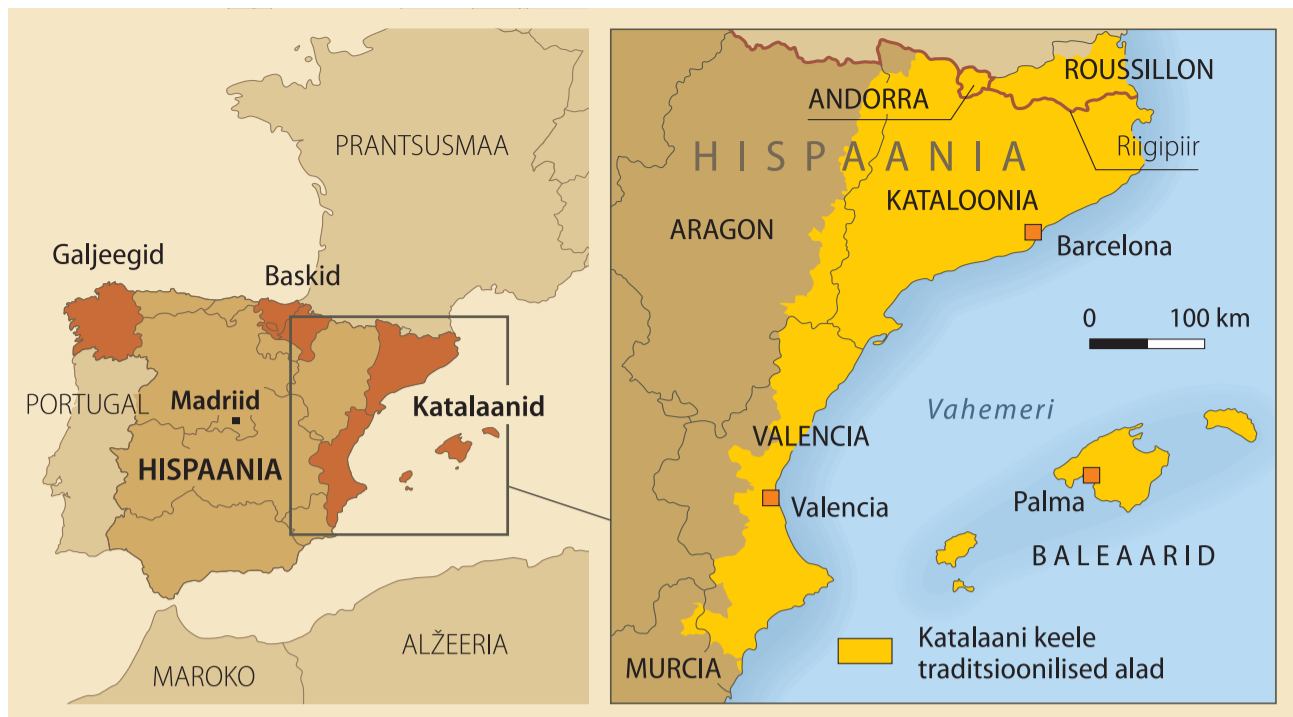 PRANTSUSMAA
Galjeegid
Baskid
PORTUGAL
Madriid
Katalaanid
HISPAANIA
ALŽEERIA
MAROKO
ROUSSILLON
ANDORRA
HISPAANIA
Riigipiir
KATALOONIA
ARAGON
Barcelona
0 100 km
Vahemeri
VALENCIA
Valencia
Palma
BALEAARID
MURCIA
Katalaani keele
traditsioonilised alad